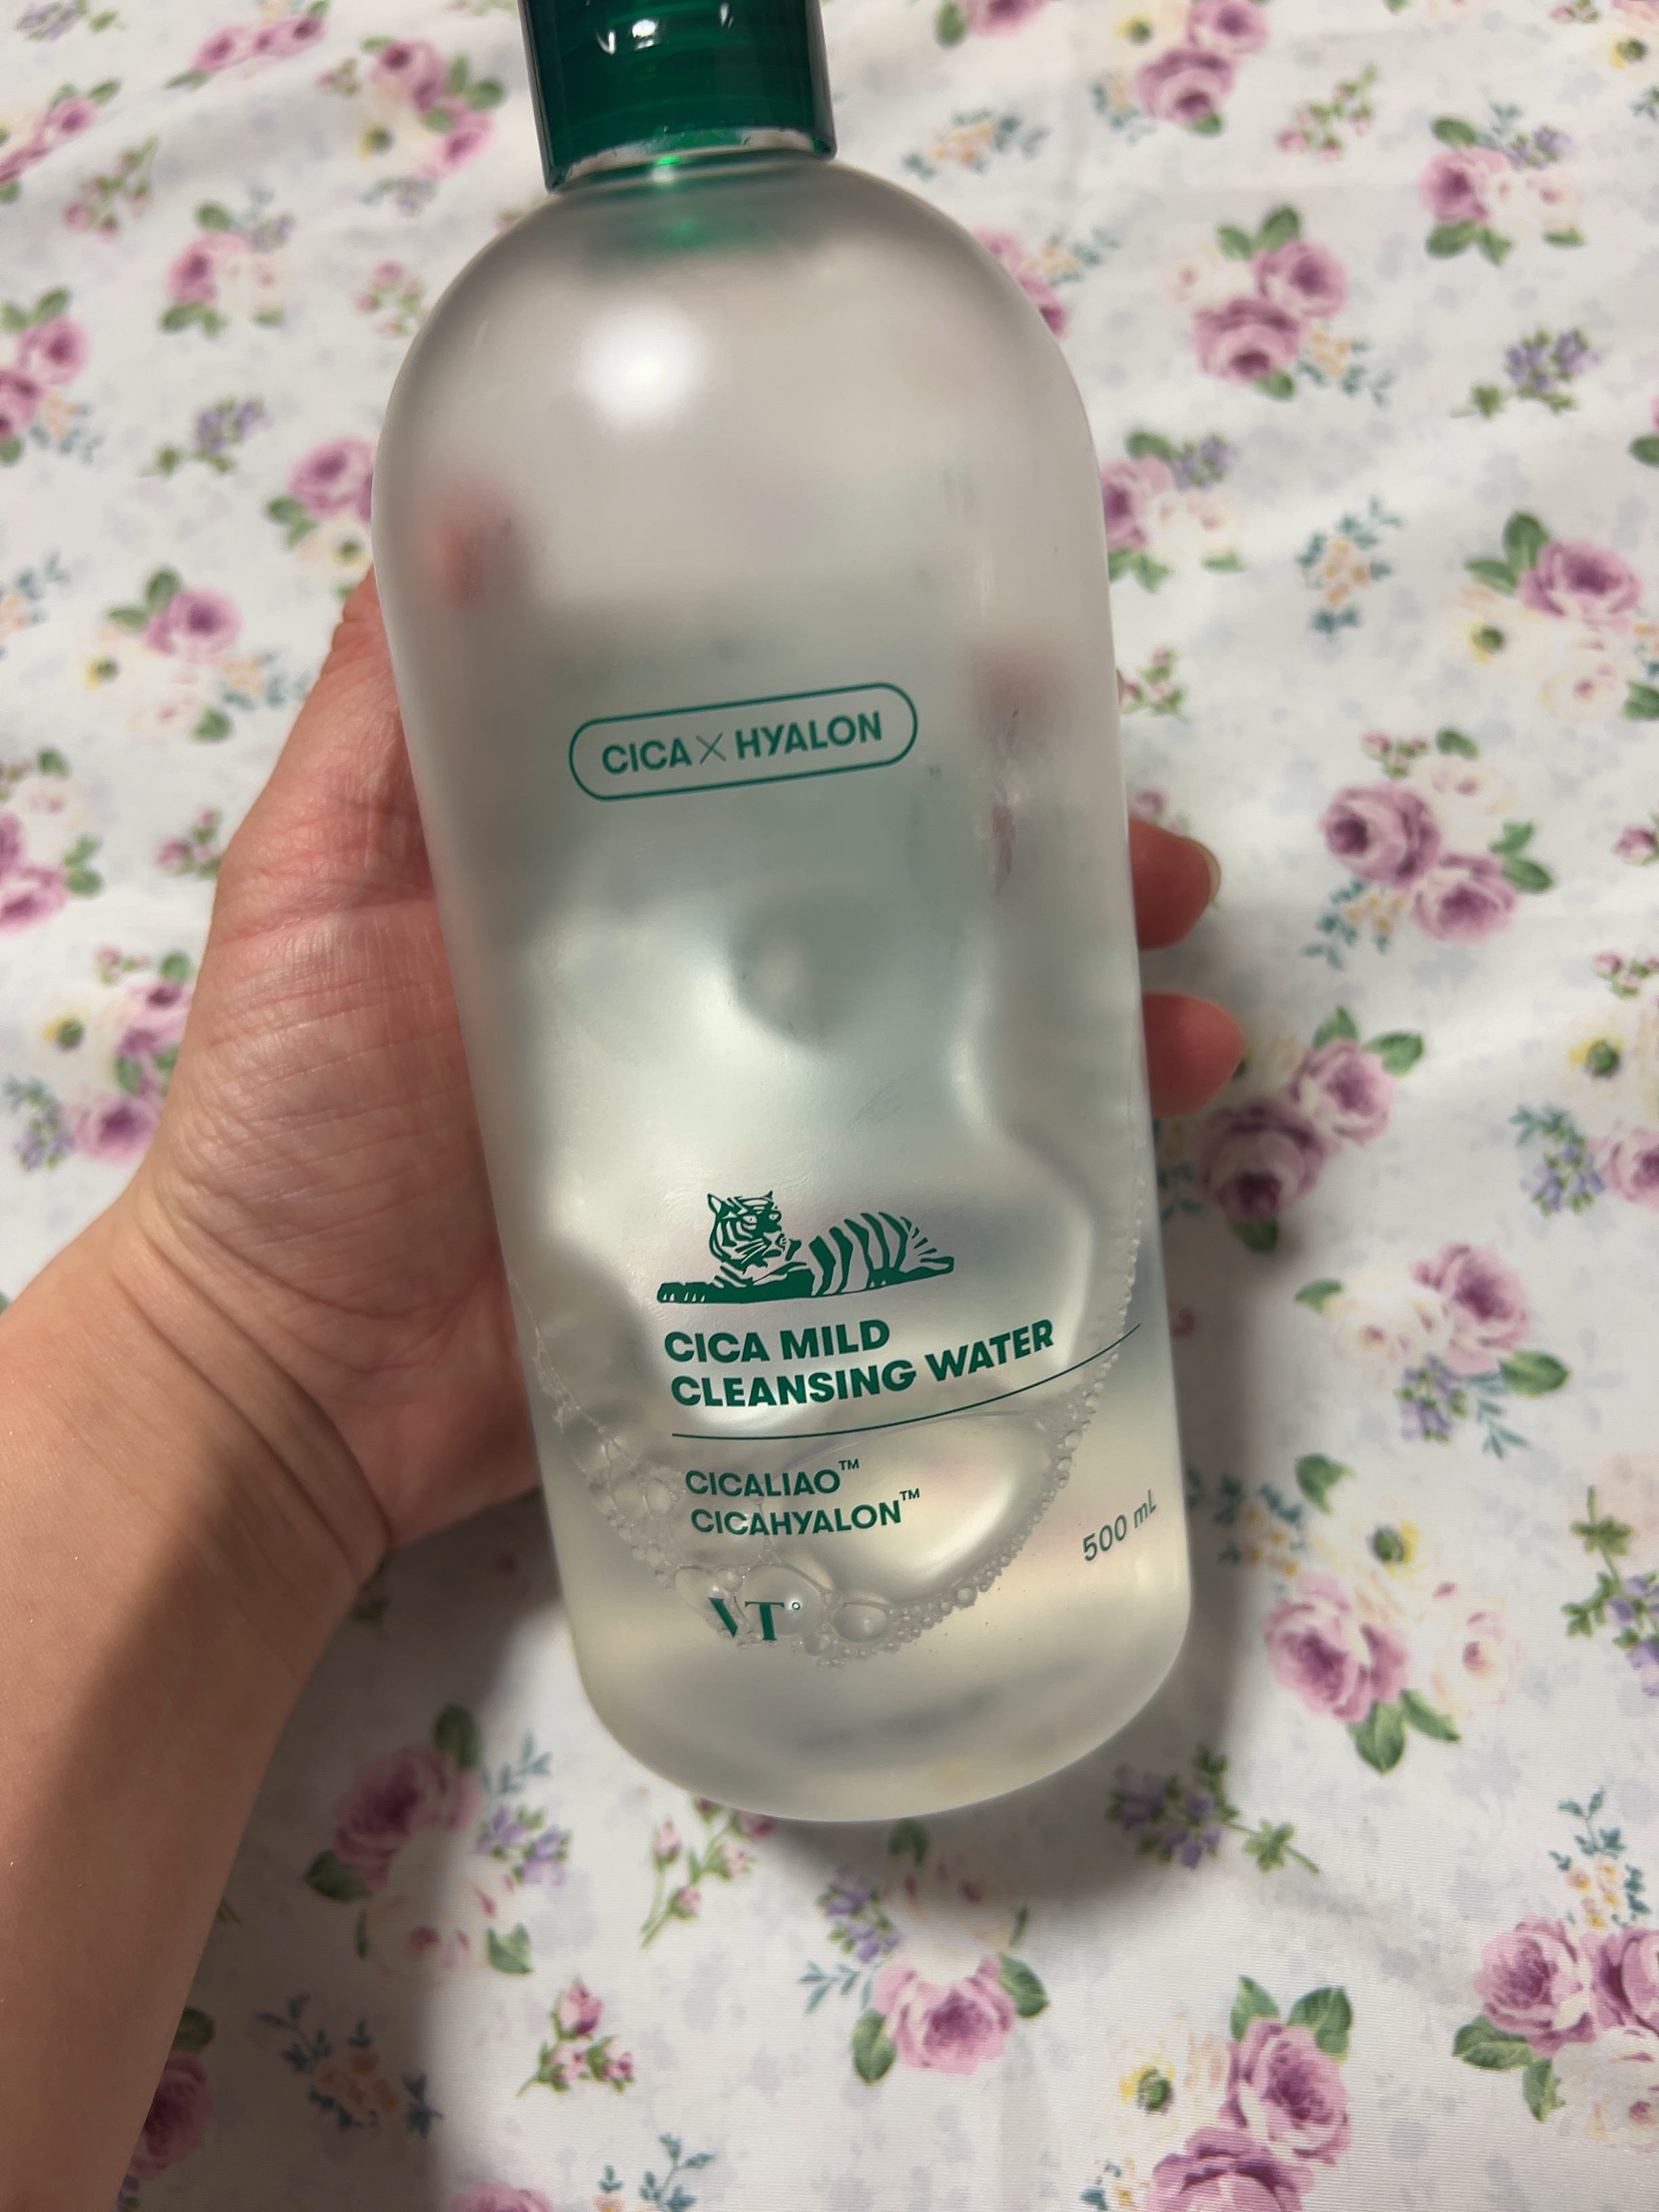 CICA X HYALON
CICA MILD
CLEANSING WATER
CICALIAO™
CICAHYALON™
500 mL
VT°